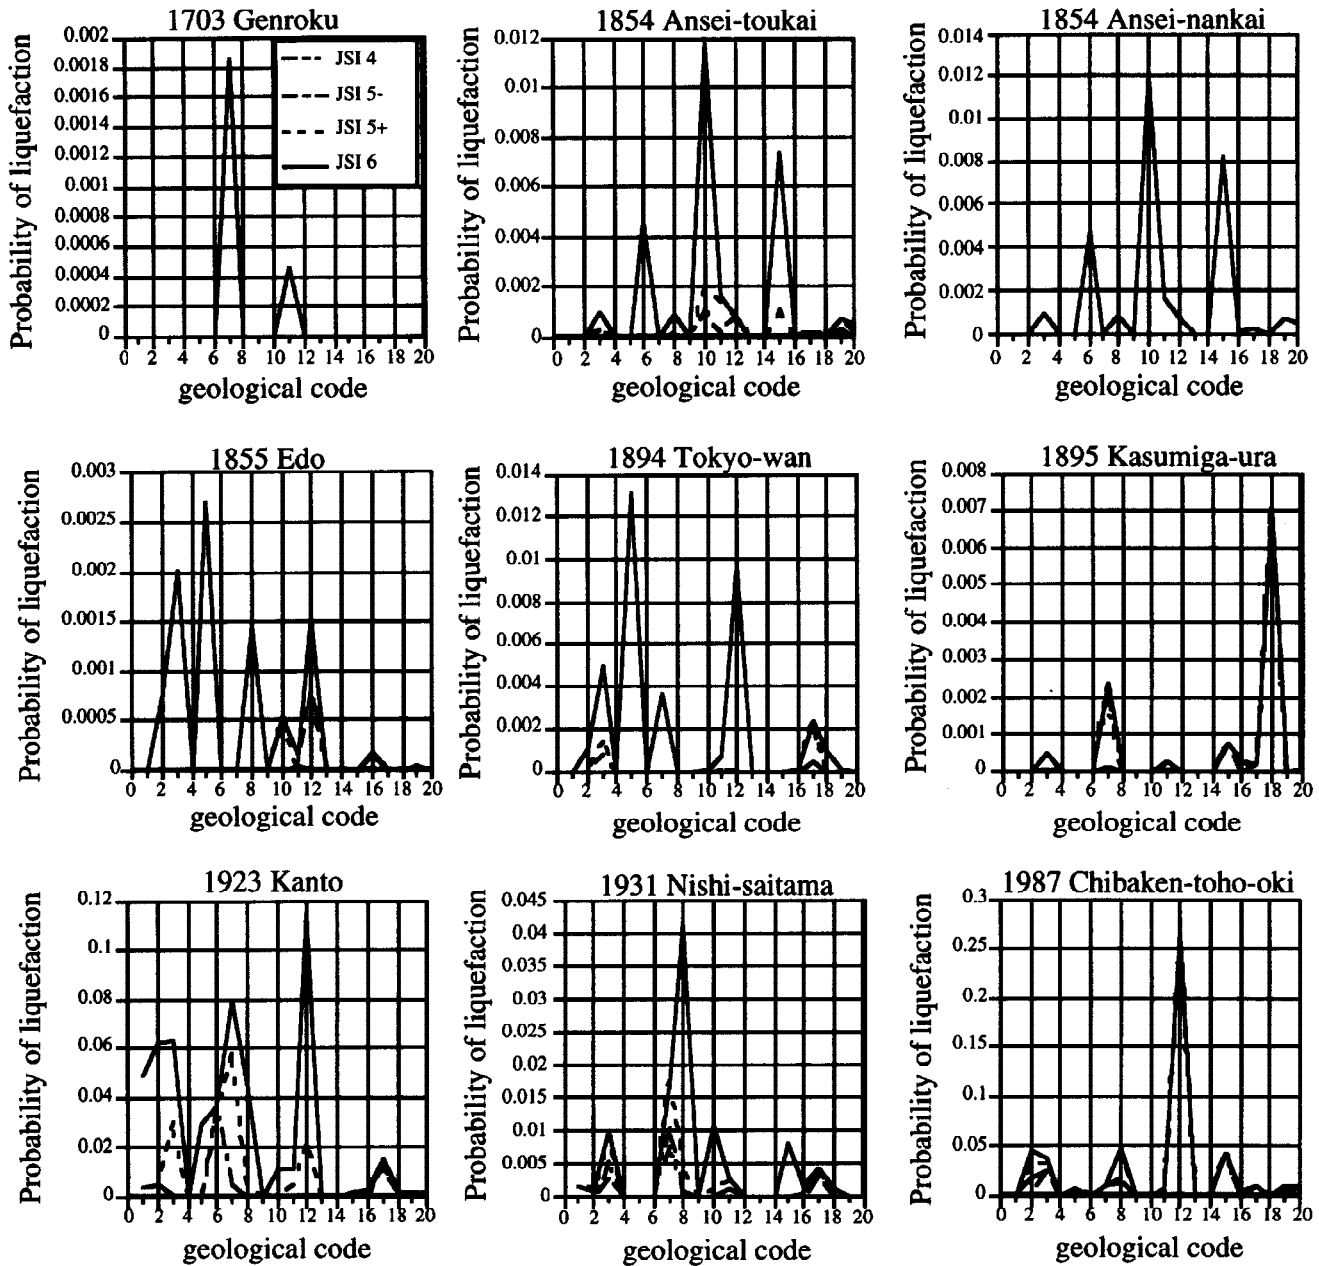 1703 Genroku
Probability of liquefaction
0.002
0.0018
0.0016
0.0014
0.0012
0.001
0.0008
0.0006
0.0004
0.0002
0
JSI 4
JSI 5-
JSI 5+
JSI 6
0 2 4 6 8 10 12 14 16 18 20
geological code
1854 Ansei-toukai
Probability of liquefaction
0.012
0.01
0.008
0.006
0.004
0.002
0
0 2 4 6 8 10 12 14 16 18 20
geological code
1854 Ansei-nankai
Probability of liquefaction
0.014
0.012
0.01
0.008
0.006
0.004
0.002
0
0 2 4 6 8 10 12 14 16 18 20
geological code
1855 Edo
Probability of liquefaction
0.003
0.0025
0.002
0.0015
0.001
0.0005
0
0 2 4 6 8 10 12 14 16 18 20
geological code
1894 Tokyo-wan
Probability of liquefaction
0.014
0.012
0.01
0.008
0.006
0.004
0.002
0
0 2 4 6 8 10 12 14 16 18 20
geological code
1895 Kasumiga-ura
Probability of liquefaction
0.008
0.007
0.006
0.005
0.004
0.003
0.002
0.001
0
0 2 4 6 8 10 12 14 16 18 20
geological code
1923 Kanto
Probability of liquefaction
0.12
0.1
0.08
0.06
0.04
0.02
0
0 2 4 6 8 10 12 14 16 18 20
geological code
1931 Nishi-saitama
Probability of liquefaction
0.045
0.04
0.035
0.03
0.025
0.02
0.015
0.01
0.005
0
0 2 4 6 8 10 12 14 16 18 20
geological code
1987 Chibaken-toho-oki
Probability of liquefaction
0.3
0.25
0.2
0.15
0.1
0.05
0
0 2 4 6 8 10 12 14 16 18 20
geological code